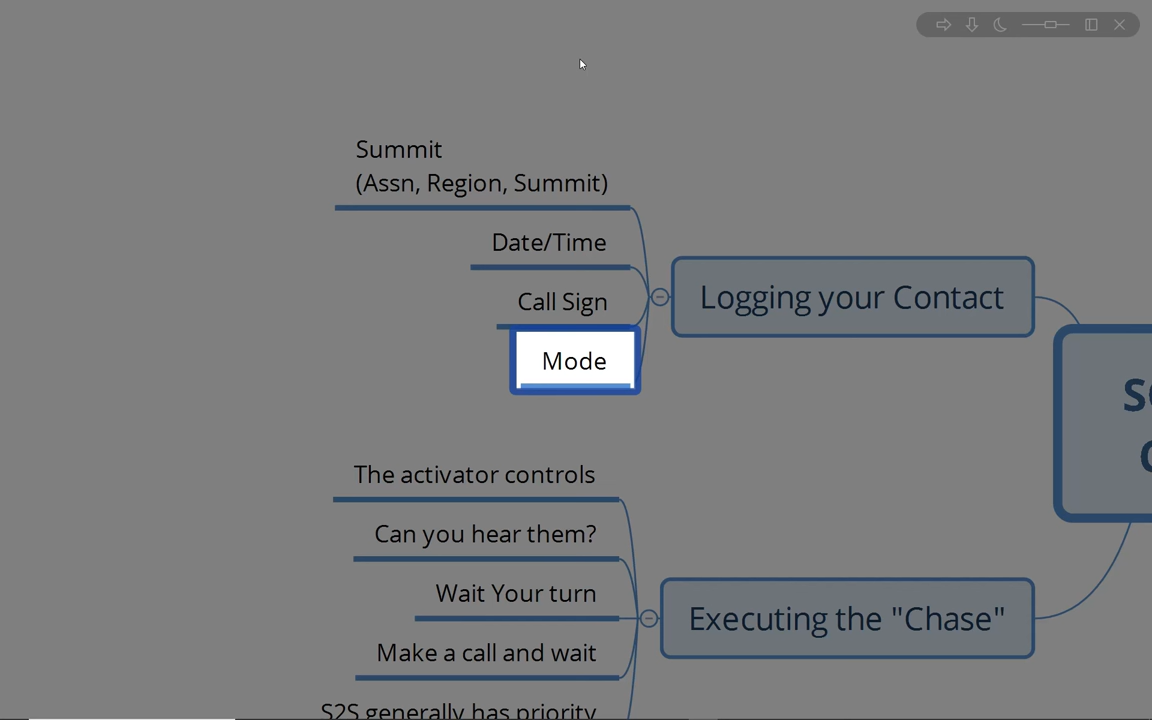 Summit
(Assn, Region, Summit)
Date/Time
Call Sign
Mode
Logging your Contact
The activator controls
Can you hear them?
Wait Your turn
Make a call and wait
S2S generally has priority
Executing the "Chase"